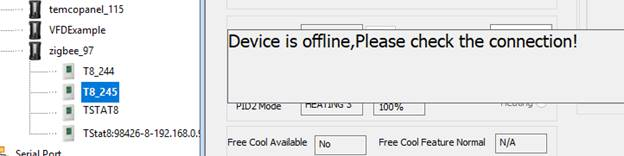 temcopanel_115
VFDExample
zigbee_97
T8_244
T8_245
TSTAT8
TStat8:98426-8-192.168.0.
Serial Port
Device is offline,Please check the connection!
PID2 Mode HEATING 3 100% Heating
Free Cool Available No Free Cool Feature Normal N/A